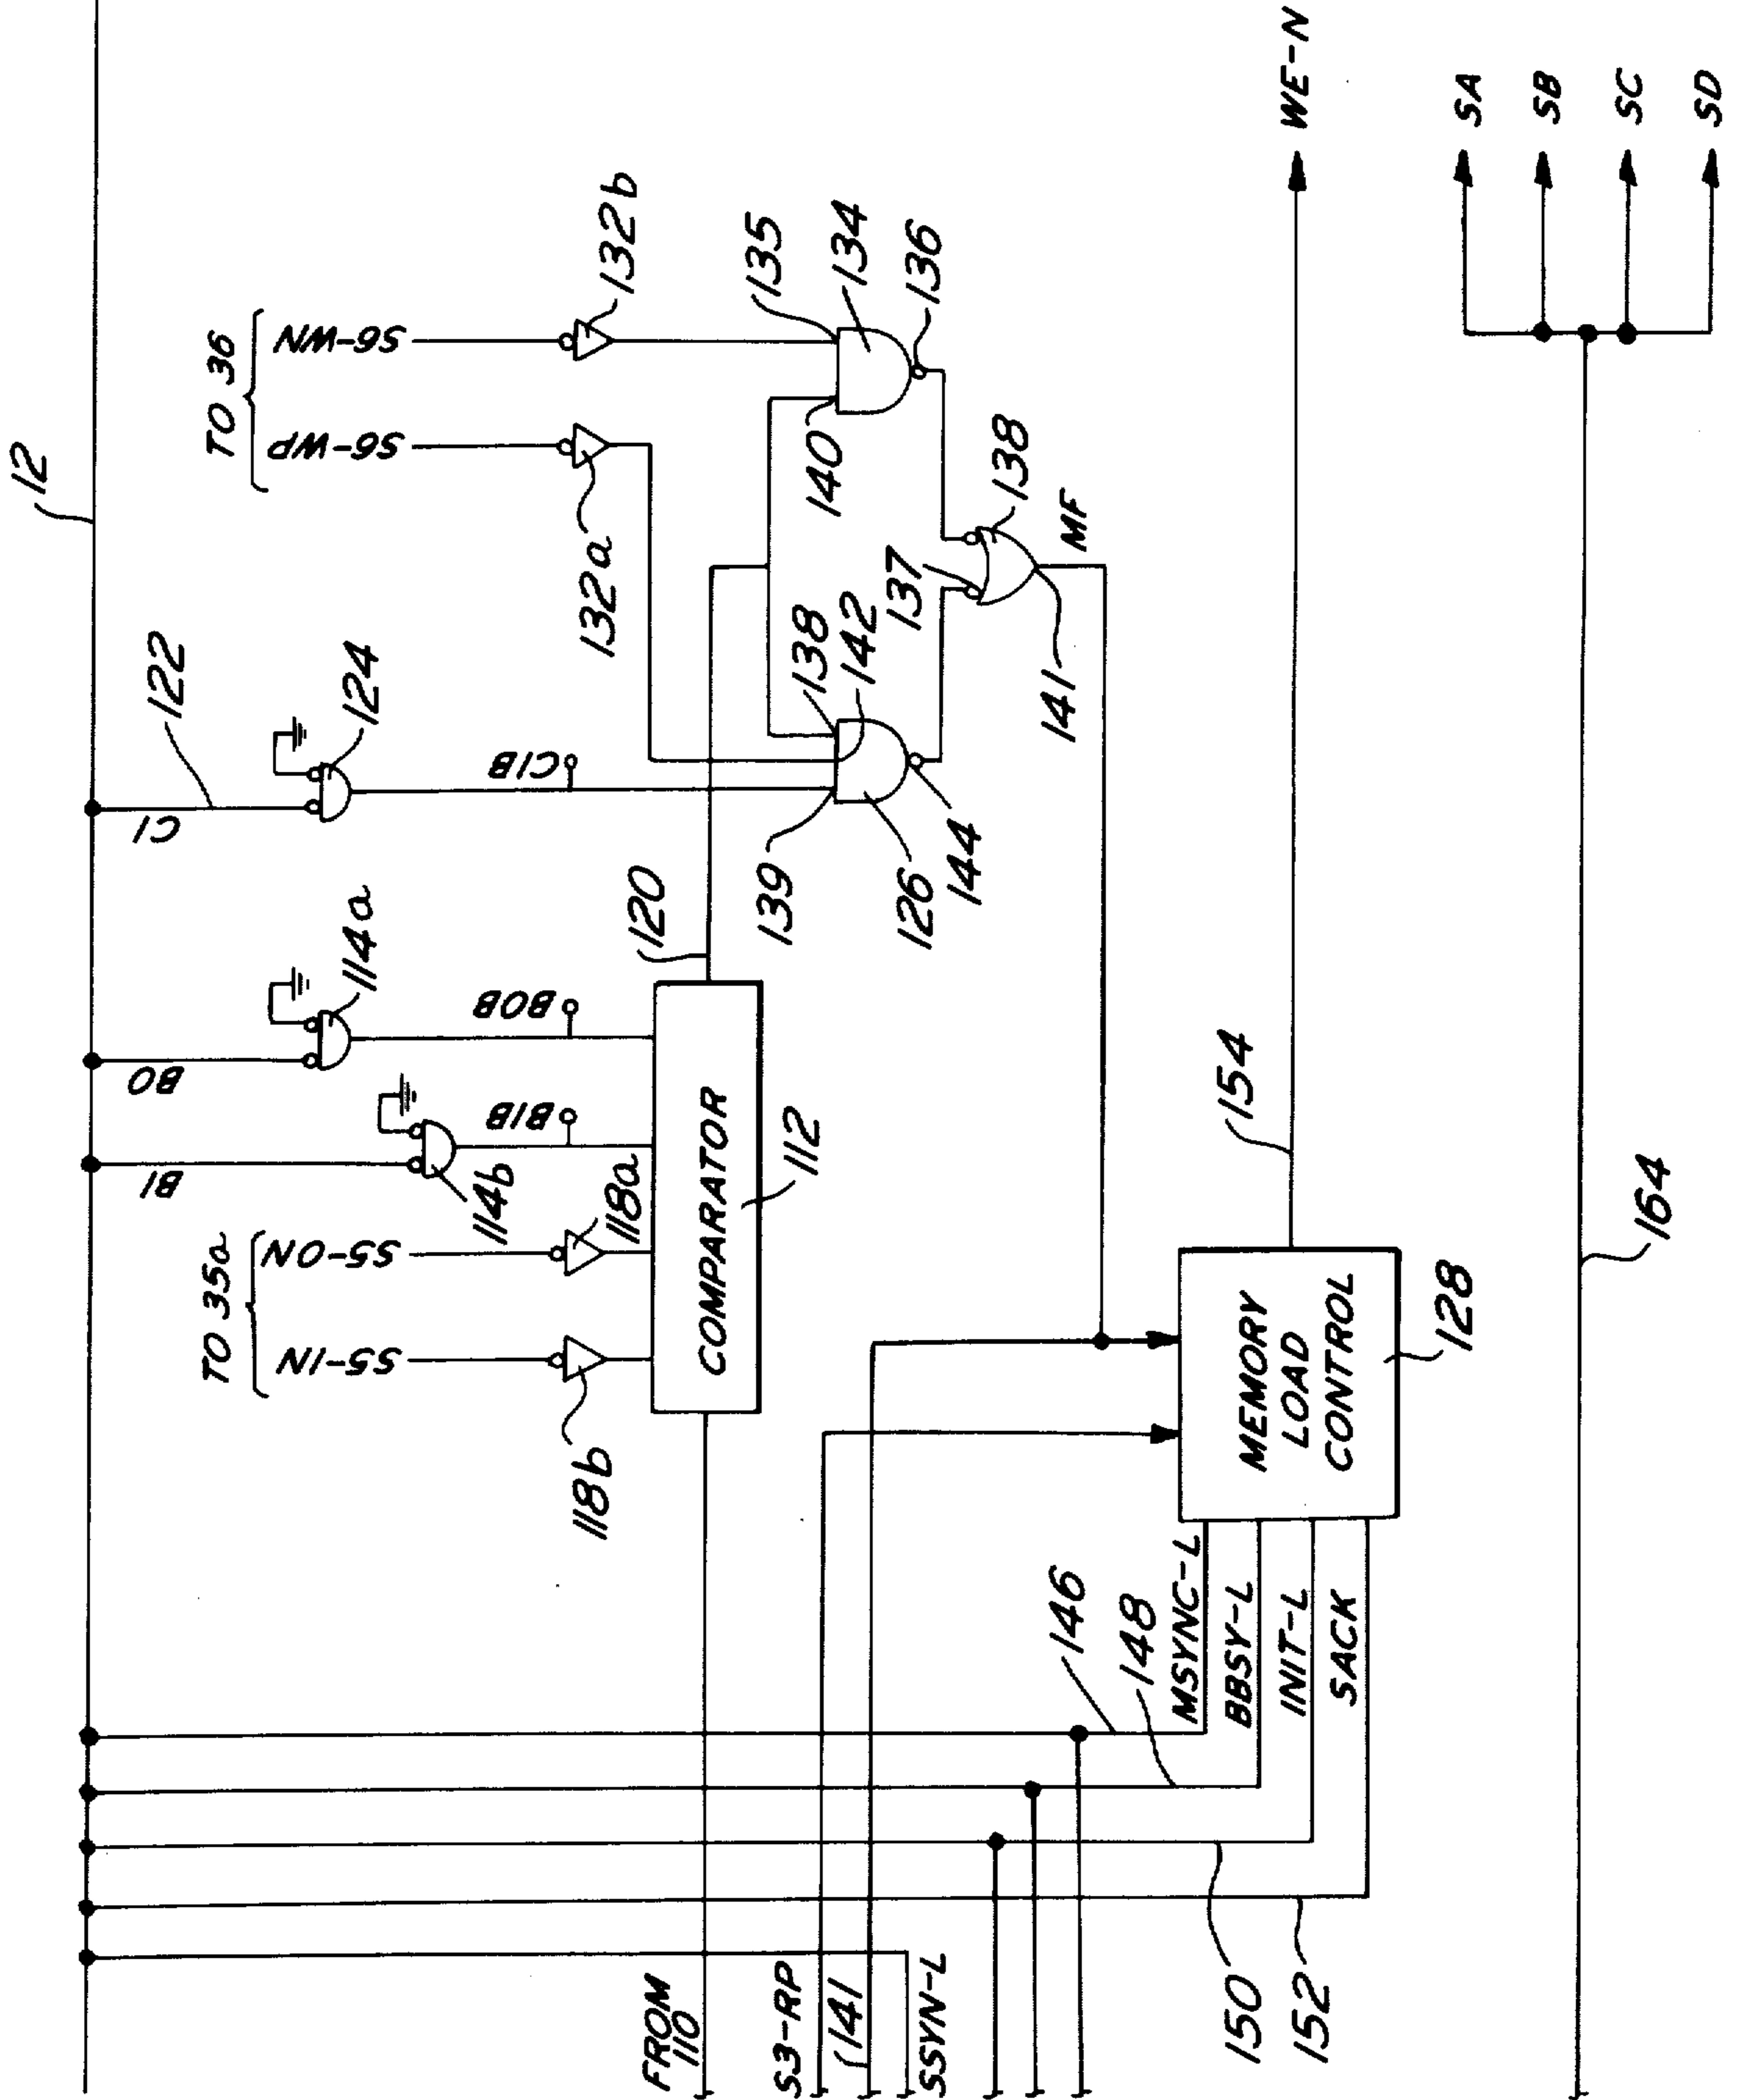 12
TO 36
S6-WN
S6-WP
132b
132a
122
C1
124
C1B
114a
B0
B0B
B1
B1B
114b
TO 35a
S5-ON
S5-IN
118a
118b
COMPARATOR
112
120
135
134
136
140
138
142
139
126
144
137
138
141
MF
FROM
110
S3-RP
141
SSYN-L
146
148
MSYNC-L
BBSY-L
INIT-L
SACK
150
152
MEMORY
LOAD
CONTROL
128
154
WE-N
164
SA
SB
SC
SD